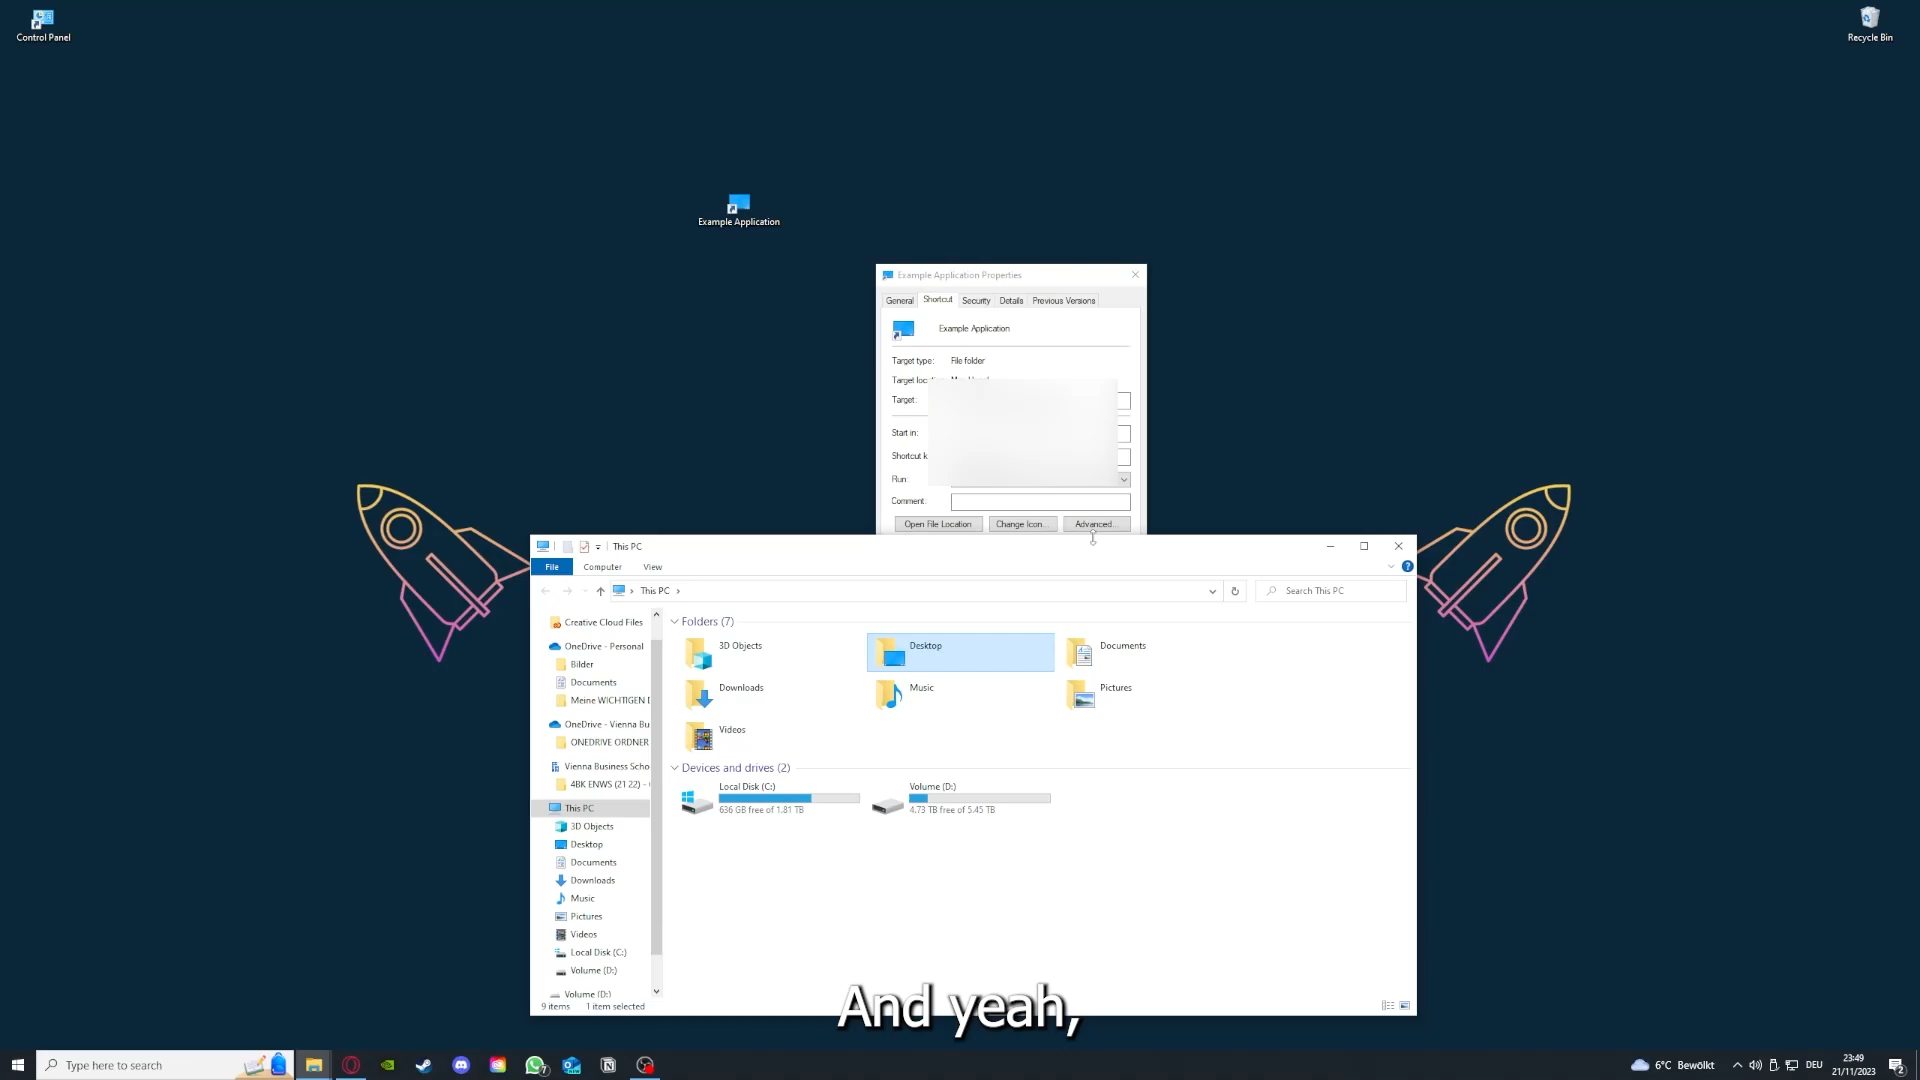 Control Panel
Recycle Bin
Example Application
Example Application Properties
General Shortcut Security Details Previous Versions
Example Application
Target type: File folder
Target
Target:
Start in:
Shortcut
Run:
Comment:
Open File Location Change Icon... Advanced...
This PC
File Computer View
This PC
Search This PC
Creative Cloud Files
OneDrive - Personal
Bilder
Documents
Meine WICHTIGEN
OneDrive - Vienna Bu
ONEDRIVE ORDNER
Vienna Business Scho
4BK ENWS (21 22) -
This PC
3D Objects
Desktop
Documents
Downloads
Music
Pictures
Videos
Local Disk (C:)
Volume (D:)
Volume (D:)
Folders (7)
3D Objects
Desktop
Documents
Downloads
Music
Pictures
Videos
Devices and drives (2)
Local Disk (C:)
636 GB free of 1.81 TB
Volume (D:)
4.73 TB free of 5.45 TB
9 items 1 item selected
And yeah,
Type here to search
7
6°C Bewölkt
DEU
23:49
21/11/2023
2